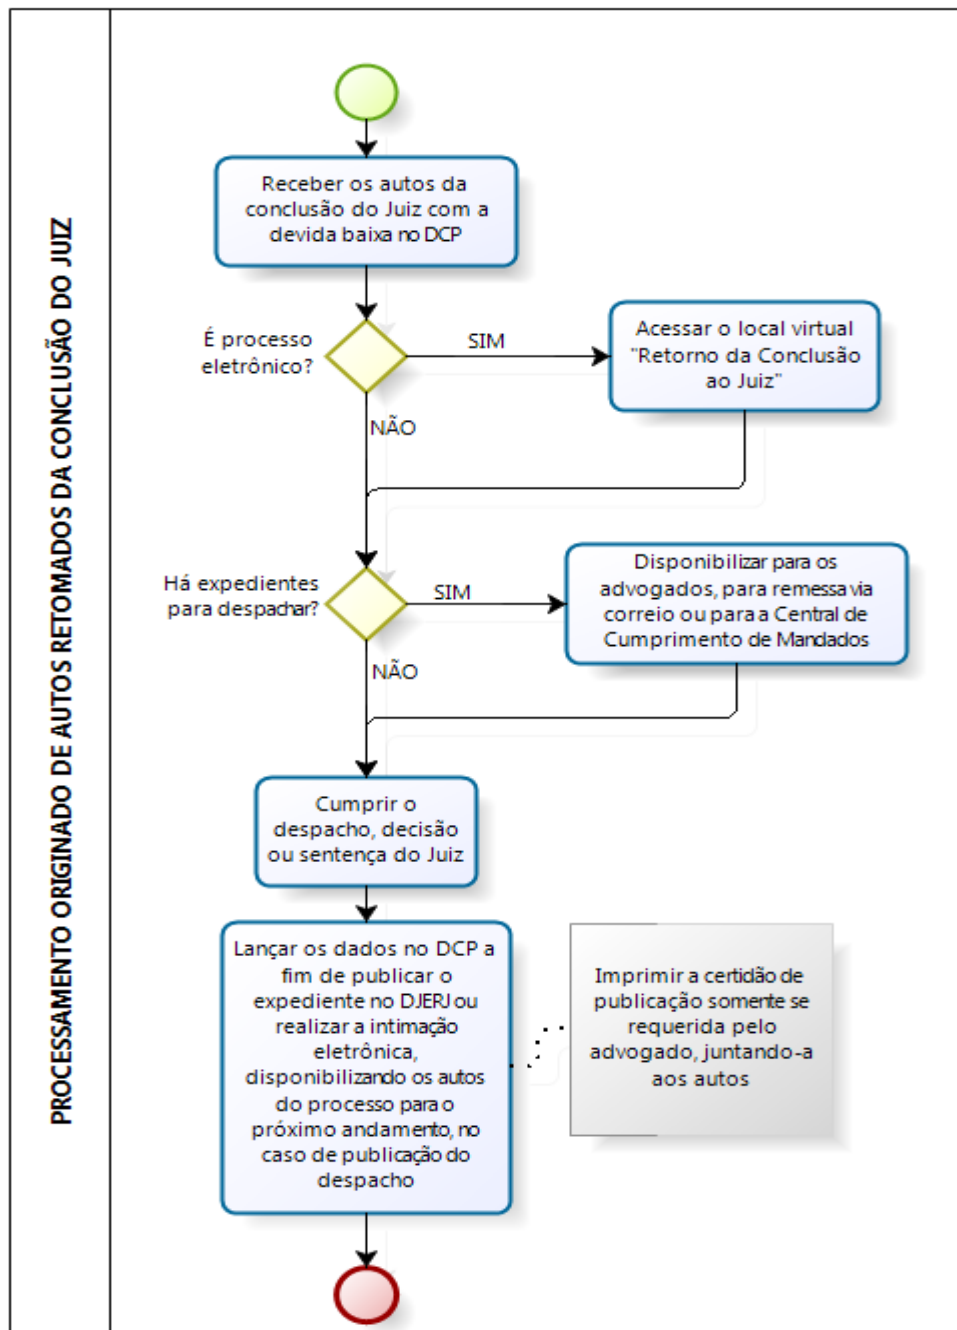 PROCESSAMENTO ORIGINADO DE AUTOS RETOMADOS DA CONCLUSÃO DO JUIZ
Receber os autos da
conclusão do Juiz com a
devida baixa no DCP
É processo
eletrônico?
SIM
Acessar o local virtual
"Retorno da Conclusão
ao Juiz"
NÃO
Há expedientes
para despachar?
SIM
Disponibilizar para os
advogados, para remessa via
correio ou para a Central de
Cumprimento de Mandados
NÃO
Cumprir o
despacho, decisão
ou sentença do Juiz
Lançar os dados no DCP a
fim de publicar o
expediente no DJERJ ou
realizar a intimação
eletrônica,
disponibilizando os autos
do processo para o
próximo andamento, no
caso de publicação do
despacho
Imprimir a certidão de
publicação somente se
requerida pelo
advogado, juntando-a
aos autos